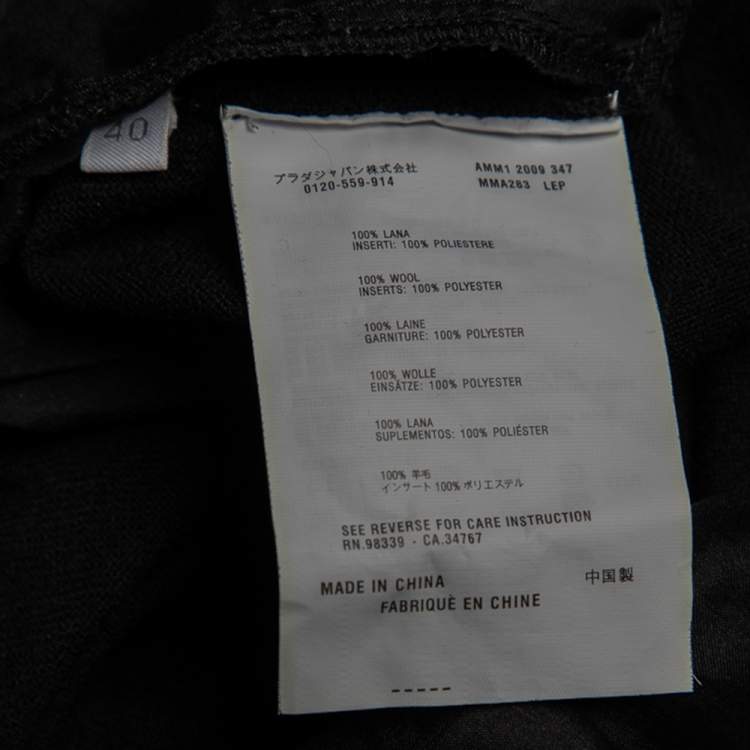 40
プラダジャパン株式会社
0120-559-914
AMM1 2009 347
MMA283 LEP
100% LANA
INSERTI: 100% POLIESTERE
100% WOOL
INSERTS: 100% POLYESTER
100% LAINE
GARNITURE: 100% POLYESTER
100% WOLLE
EINSÄTZE: 100% POLYESTER
100% LANA
SUPLEMENTOS: 100% POLIÉSTER
100% 羊毛
インサート 100% ポリエステル
SEE REVERSE FOR CARE INSTRUCTION
RN.98339 - CA.34767
MADE IN CHINA 中国製
FABRIQUÈ EN CHINE
-----